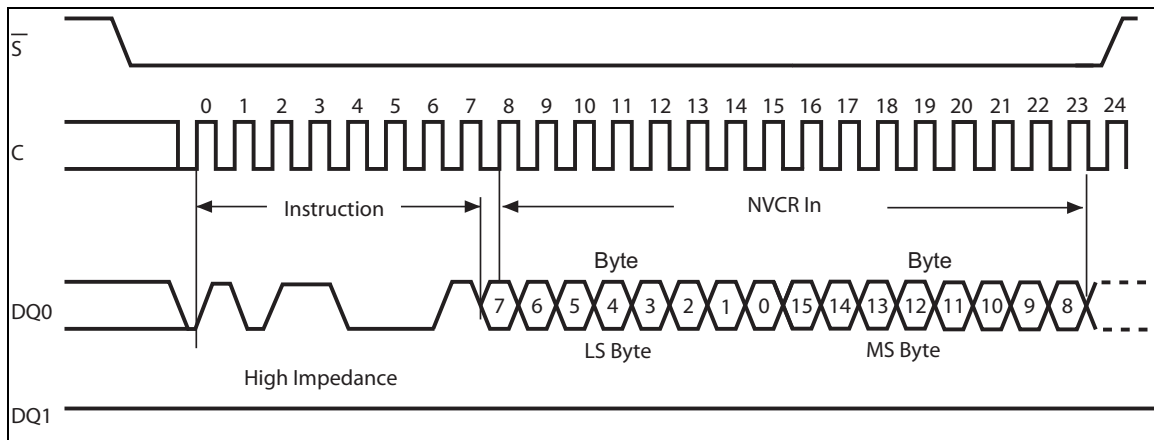 S
0 1 2 3 4 5 6 7 8 9 10 11 12 13 14 15 16 17 18 19 20 21 22 23 24
C
Instruction NVCR In
Byte Byte
DQ0 7 6 5 4 3 2 1 0 15 14 13 12 11 10 9 8
LS Byte MS Byte
High Impedance
DQ1